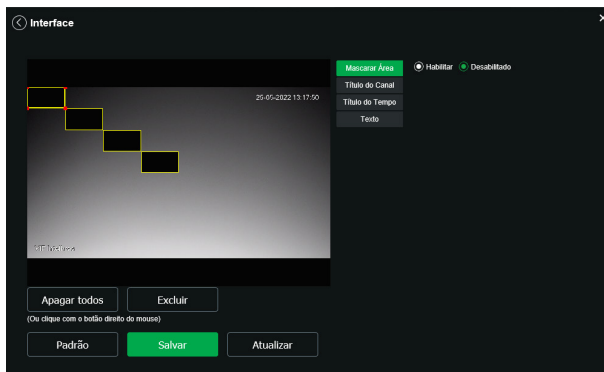 Interface
Mascarar Área
Habilitar
Desabilitado
Título do Canal
Título do Tempo
Texto
25-05-2022 13:17:50
Apagar todos
Excluir
(Ou clique com o botão direito do mouse)
Padrão
Salvar
Atualizar